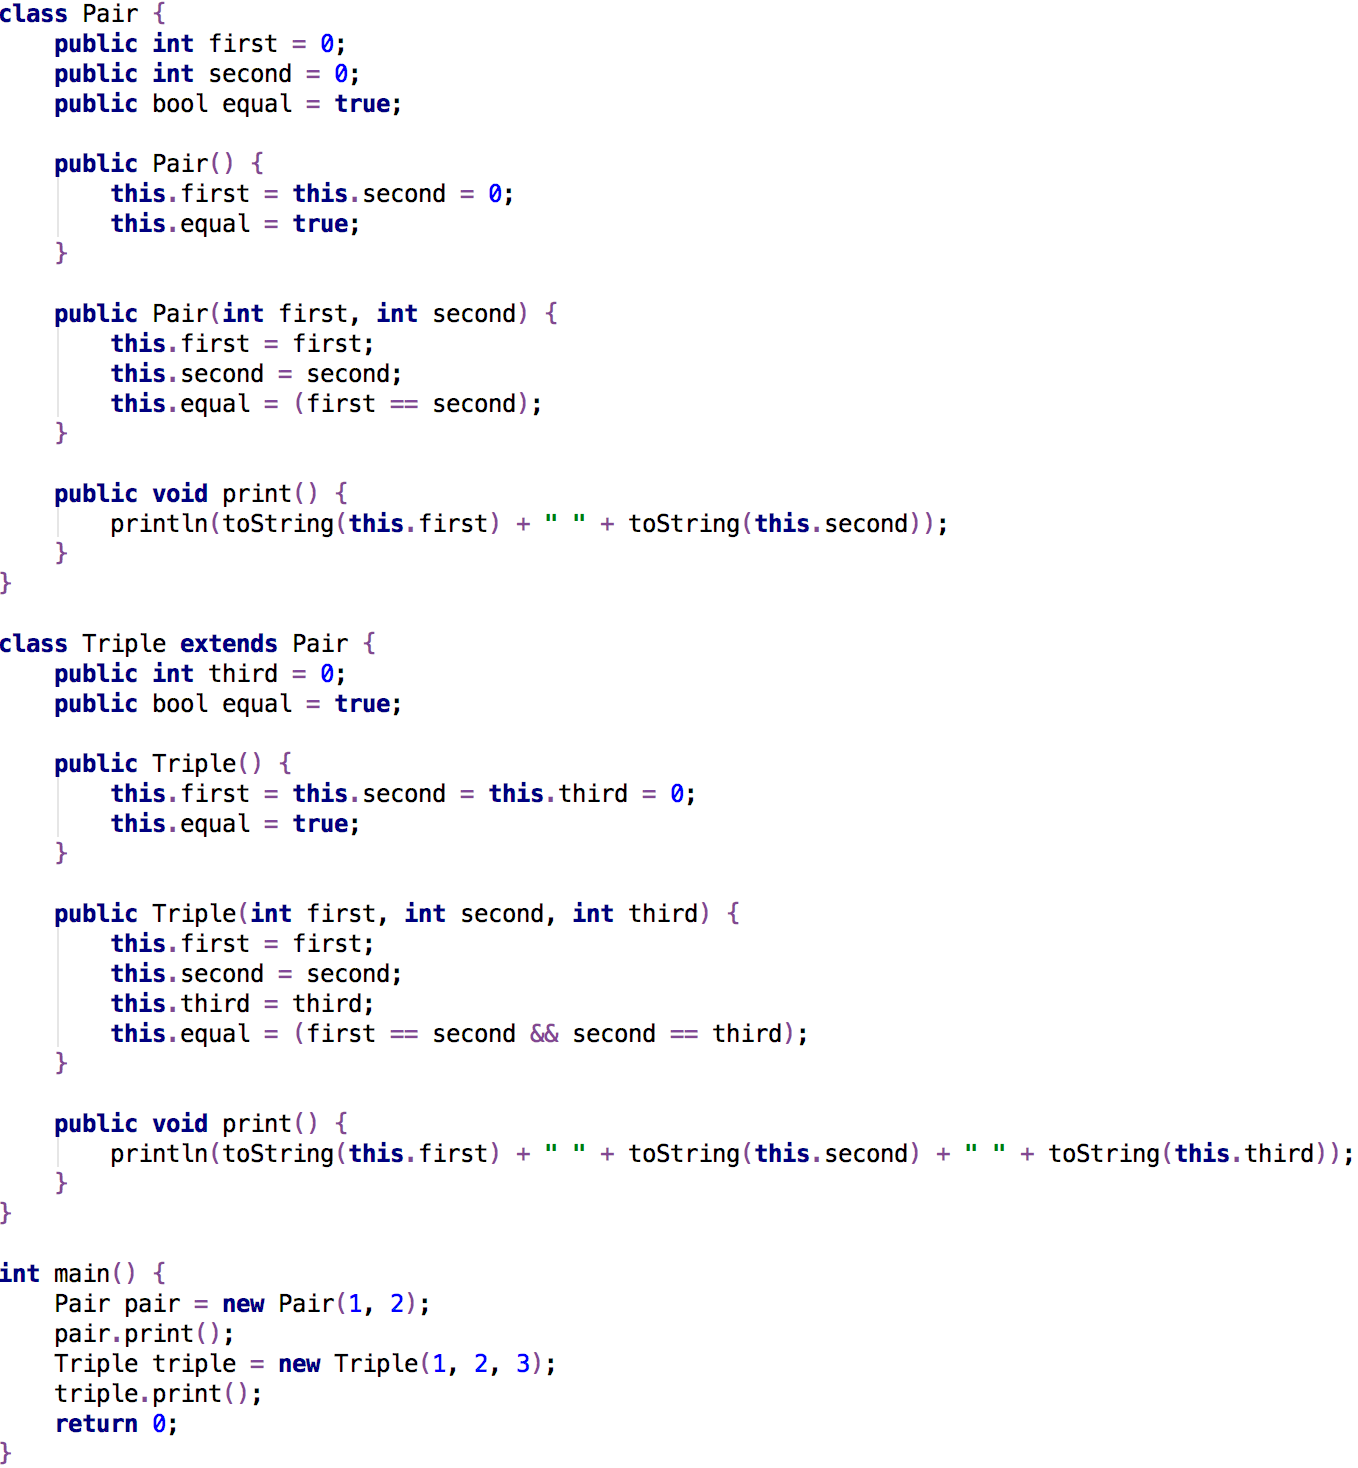 class Pair {
    public int first = 0;
    public int second = 0;
    public bool equal = true;

    public Pair() {
        this.first = this.second = 0;
        this.equal = true;
    }

    public Pair(int first, int second) {
        this.first = first;
        this.second = second;
        this.equal = (first == second);
    }

    public void print() {
        println(toString(this.first) + " " + toString(this.second));
    }
}

class Triple extends Pair {
    public int third = 0;
    public bool equal = true;

    public Triple() {
        this.first = this.second = this.third = 0;
        this.equal = true;
    }

    public Triple(int first, int second, int third) {
        this.first = first;
        this.second = second;
        this.third = third;
        this.equal = (first == second && second == third);
    }

    public void print() {
        println(toString(this.first) + " " + toString(this.second) + " " + toString(this.third));
    }
}

int main() {
    Pair pair = new Pair(1, 2);
    pair.print();
    Triple triple = new Triple(1, 2, 3);
    triple.print();
    return 0;
}